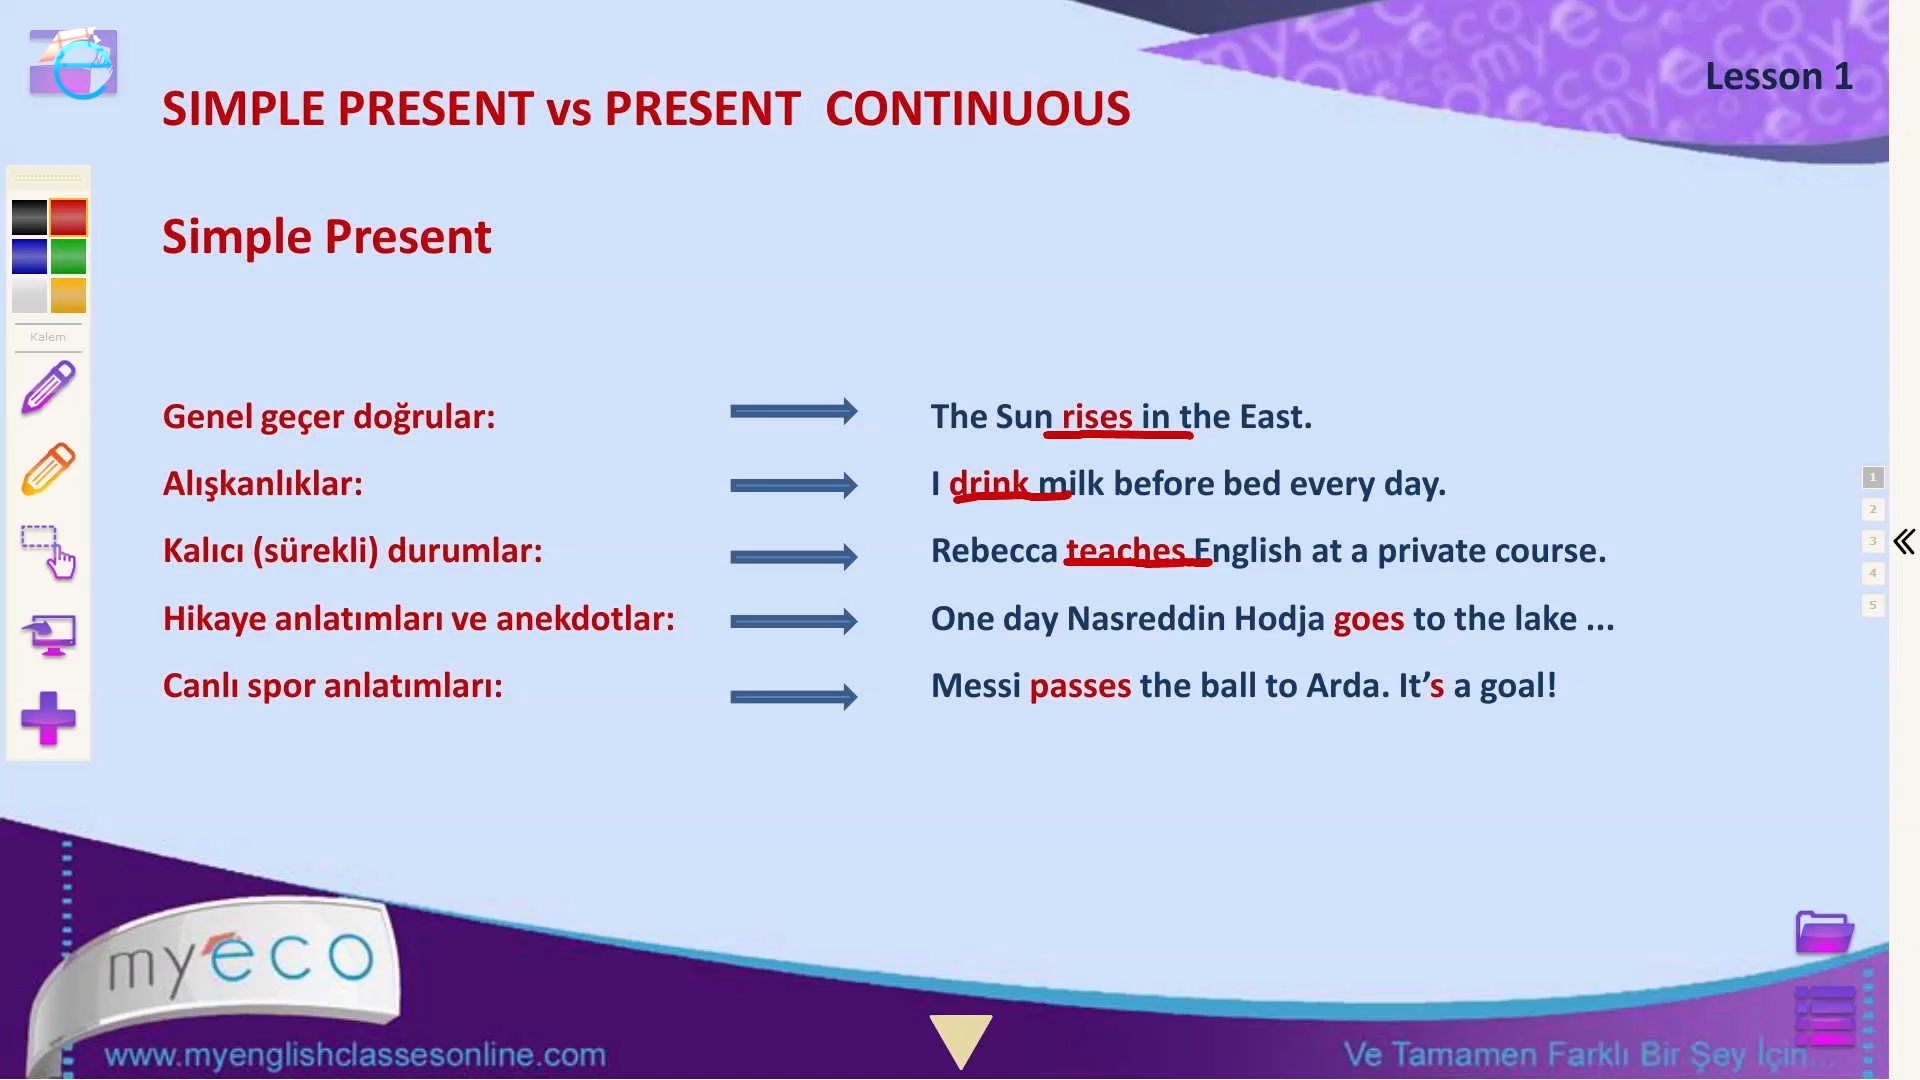 Lesson 1
SIMPLE PRESENT vs PRESENT CONTINUOUS
Simple Present
Kalem
Genel geçer doğrular: The Sun rises in the East.
Alışkanlıklar: I drink milk before bed every day.
Kalıcı (sürekli) durumlar: Rebecca teaches English at a private course.
Hikaye anlatımları ve anekdotlar: One day Nasreddin Hodja goes to the lake ...
Canlı spor anlatımları: Messi passes the ball to Arda. It’s a goal!
1
2
3
4
5
myeco
www.myenglishclassesonline.com
Ve Tamamen Farklı Bir Şey İçin...